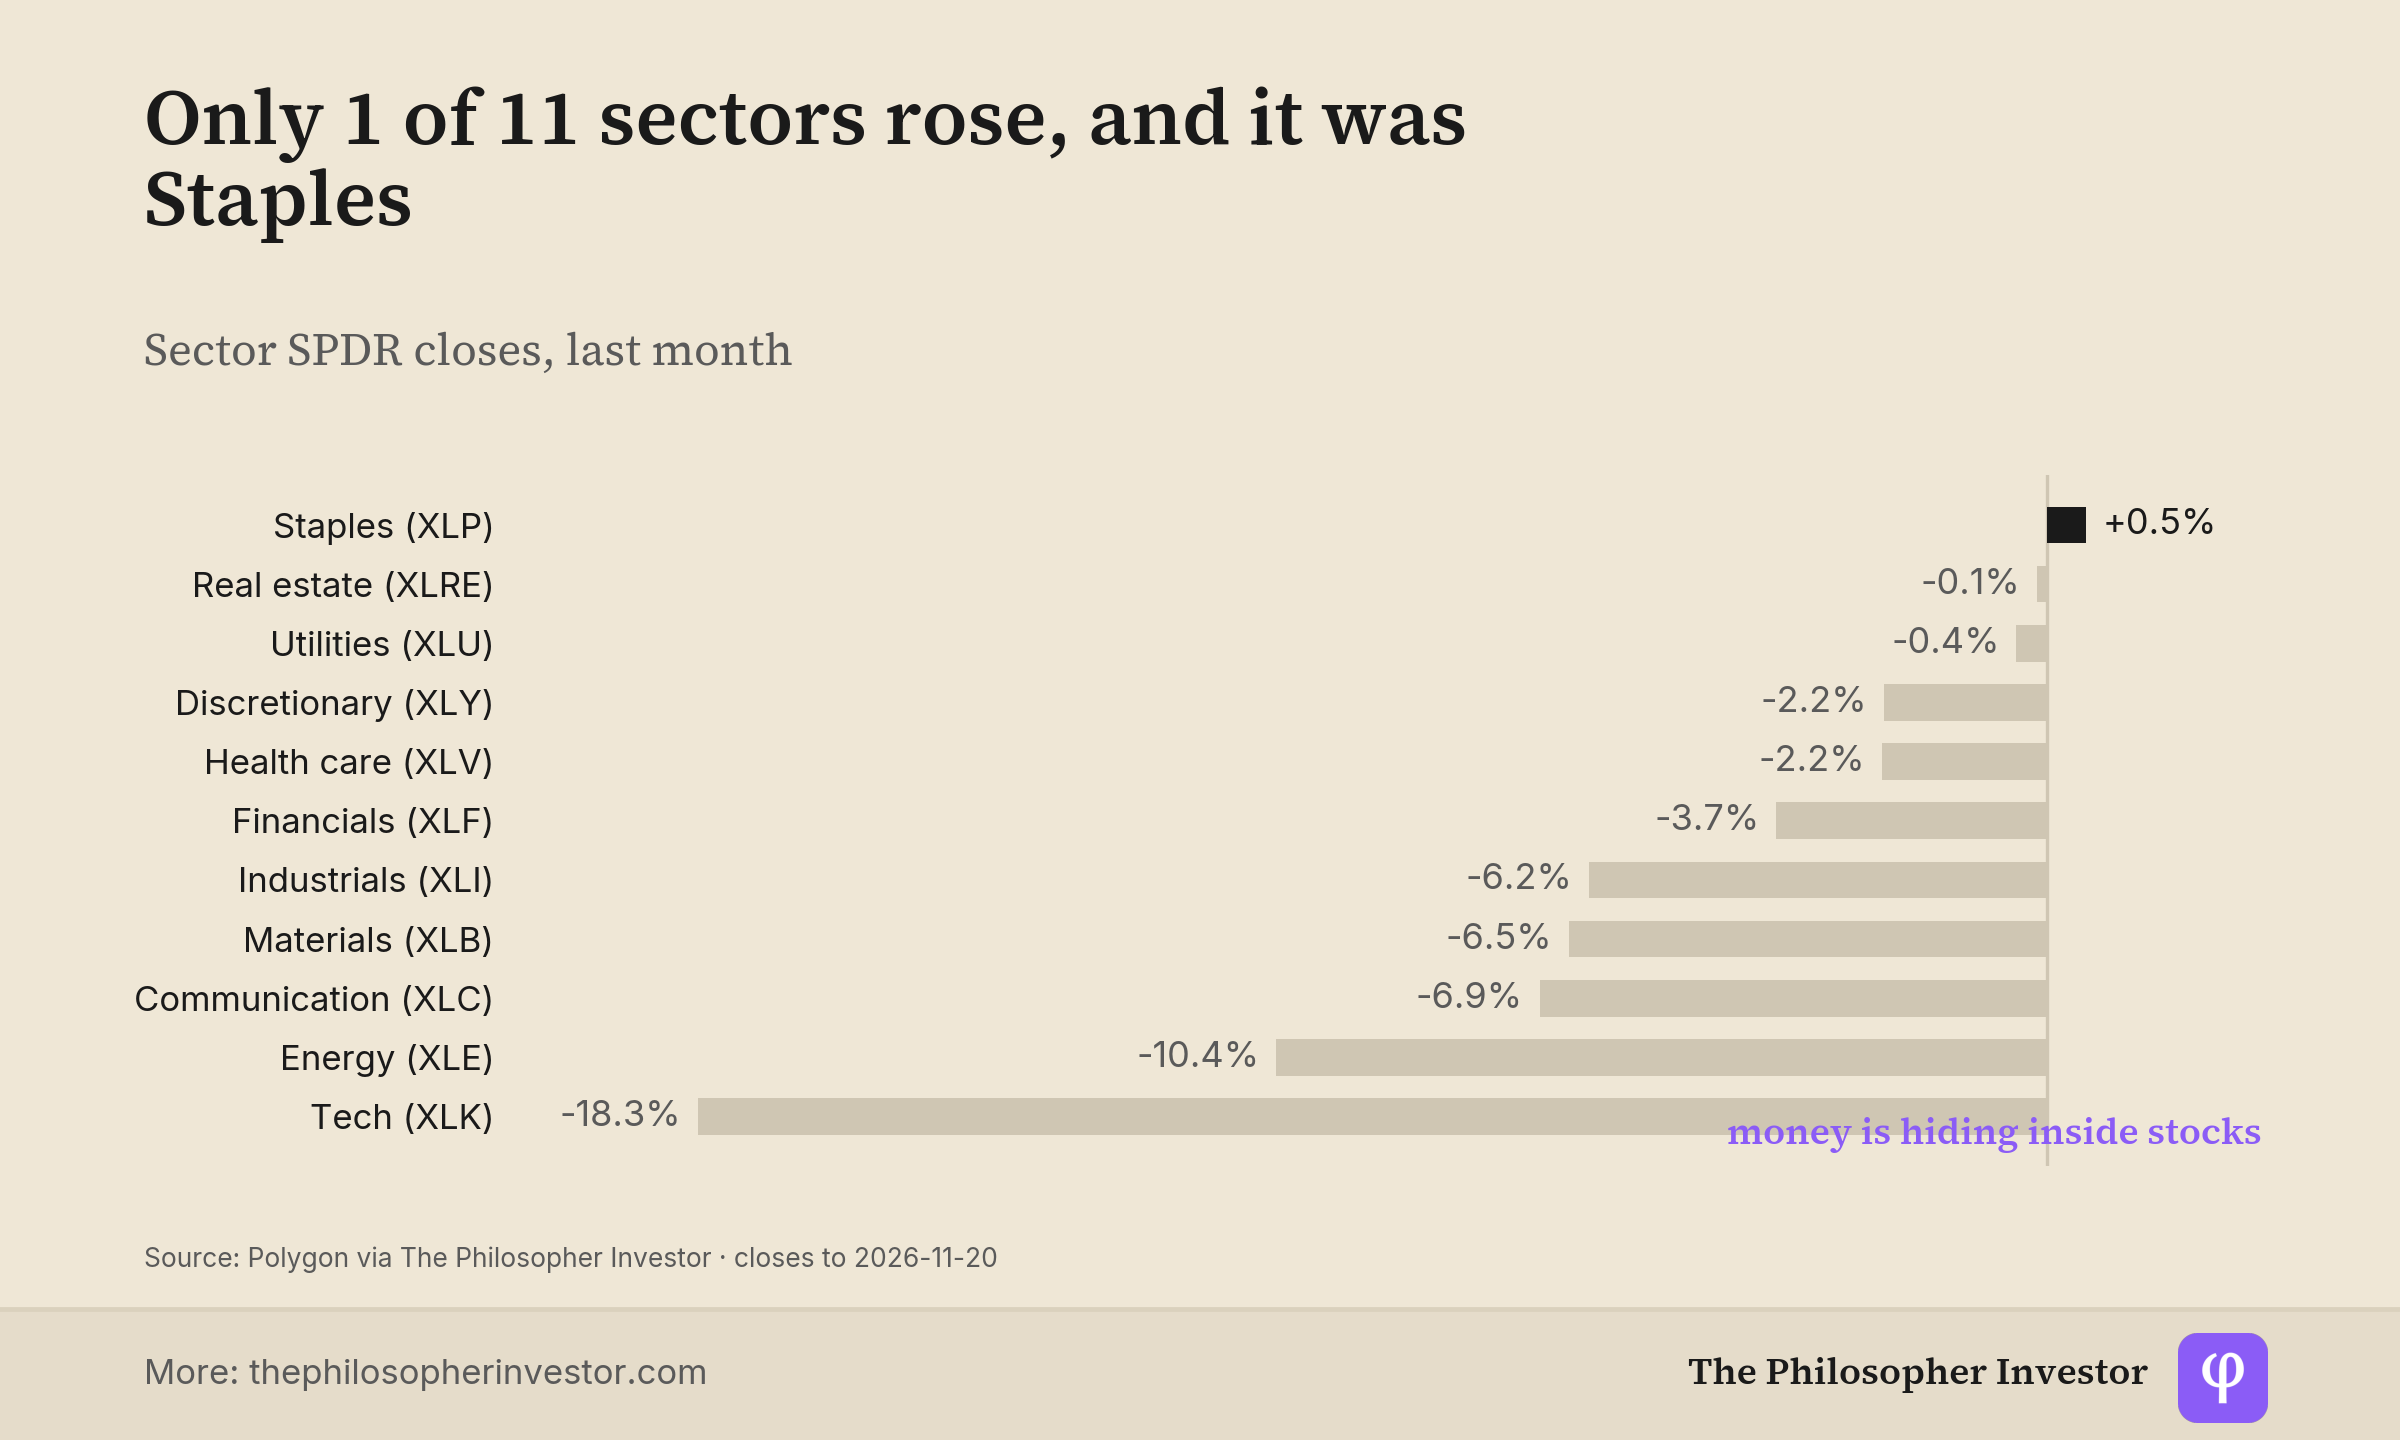 Only 1 of 11 sectors rose, and it was
Staples
Sector SPDR closes, last month
Staples (XLP) +0.5%
Real estate (XLRE) -0.1%
Utilities (XLU) -0.4%
Discretionary (XLY) -2.2%
Health care (XLV) -2.2%
Financials (XLF) -3.7%
Industrials (XLI) -6.2%
Materials (XLB) -6.5%
Communication (XLC) -6.9%
Energy (XLE) -10.4%
Tech (XLK) -18.3%
money is hiding inside stocks
Source: Polygon via The Philosopher Investor · closes to 2026-11-20
More: thephilosopherinvestor.com
The Philosopher Investor φ